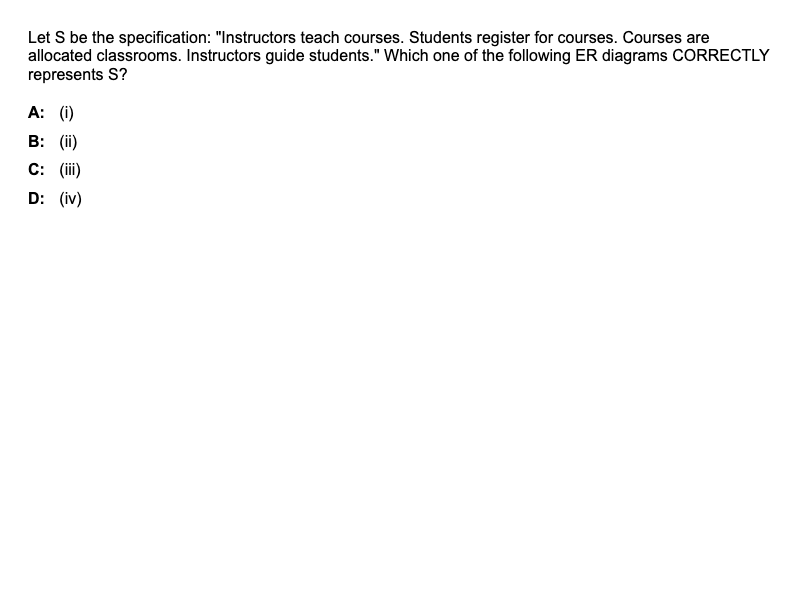 Let S be the specification: "Instructors teach courses. Students register for courses. Courses are
allocated classrooms. Instructors guide students." Which one of the following ER diagrams CORRECTLY
represents S?
A: (i)
B: (ii)
C: (iii)
D: (iv)